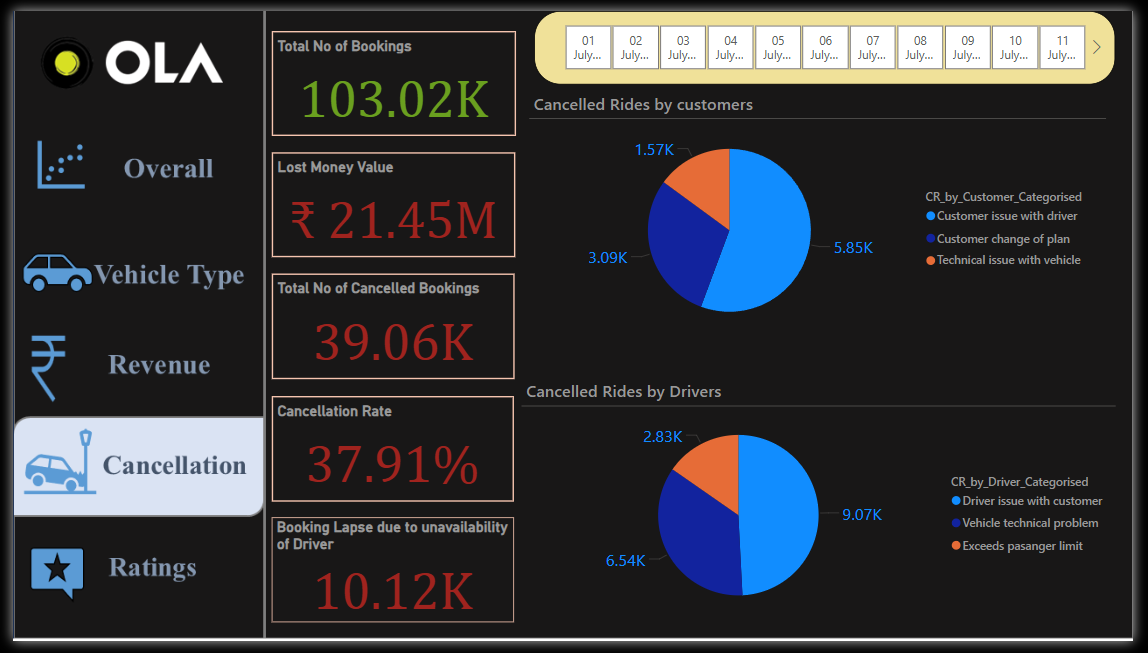 OLA
Overall
Vehicle Type
Revenue
Cancellation
Ratings
Total No of Bookings
103.02K
Lost Money Value
₹ 21.45M
Total No of Cancelled Bookings
39.06K
Cancellation Rate
37.91%
Booking Lapse due to unavailability
of Driver
10.12K
01 02 03 04 05 06 07 08 09 10 11
July... July... July... July... July... July... July... July... July... July... July...
Cancelled Rides by customers
1.57K
3.09K
5.85K
CR_by_Customer_Categorised
Customer issue with driver
Customer change of plan
Technical issue with vehicle
Cancelled Rides by Drivers
2.83K
9.07K
6.54K
CR_by_Driver_Categorised
Driver issue with customer
Vehicle technical problem
Exceeds pasanger limit